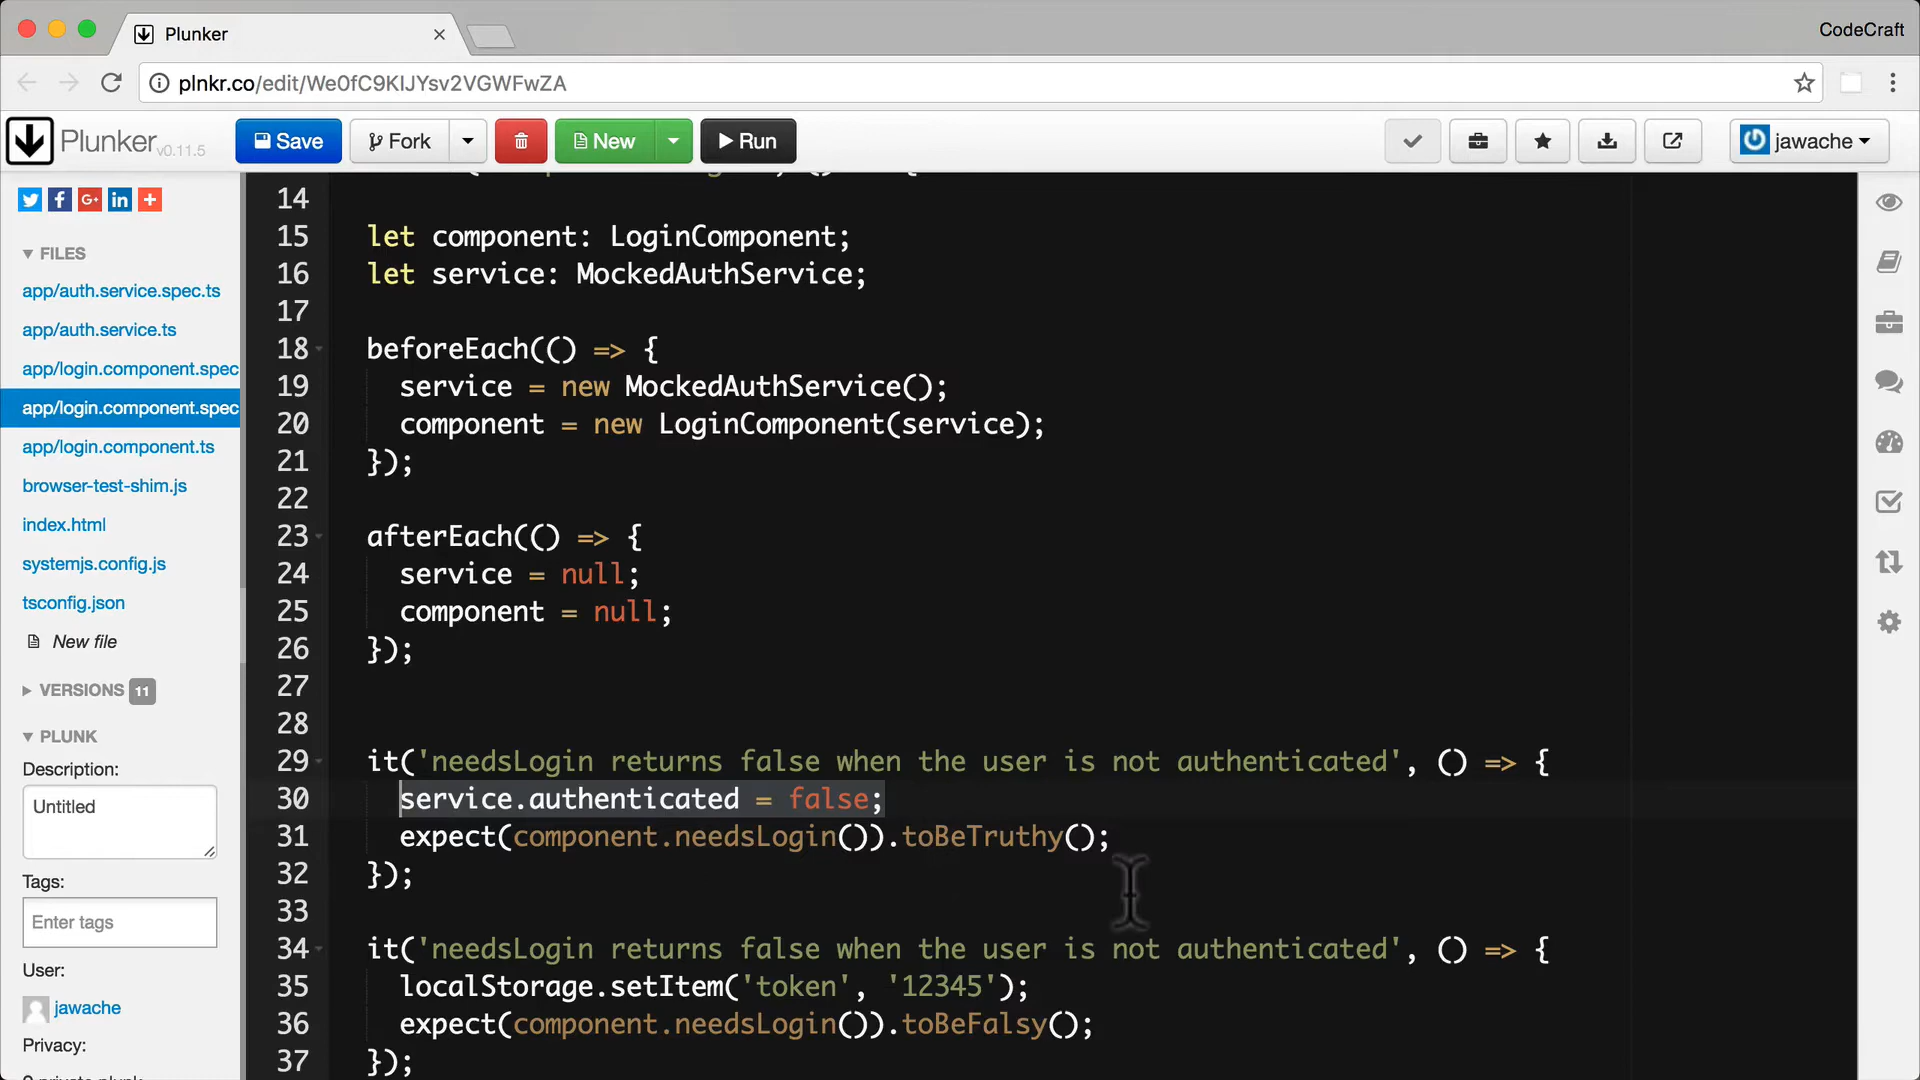 Plunker
CodeCraft
plnkr.co/edit/We0fC9KIJYsv2VGWFwZA
Plunker v0.11.5
Save
Fork
New
Run
jawache
FILES
app/auth.service.spec.ts
app/auth.service.ts
app/login.component.spec
app/login.component.spec
app/login.component.ts
browser-test-shim.js
index.html
systemjs.config.js
tsconfig.json
New file
VERSIONS 11
PLUNK
Description:
Untitled
Tags:
Enter tags
User:
jawache
Privacy:
14
15 let component: LoginComponent;
16 let service: MockedAuthService;
17
18 beforeEach(() => {
19 service = new MockedAuthService();
20 component = new LoginComponent(service);
21 });
22
23 afterEach(() => {
24 service = null;
25 component = null;
26 });
27
28
29 it('needsLogin returns false when the user is not authenticated', () => {
30 service.authenticated = false;
31 expect(component.needsLogin()).toBeTruthy();
32 });
33
34 it('needsLogin returns false when the user is not authenticated', () => {
35 localStorage.setItem('token', '12345');
36 expect(component.needsLogin()).toBeFalsy();
37 });